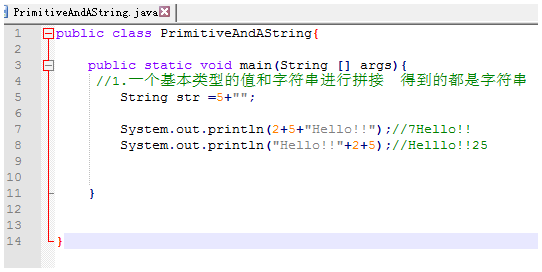 PrimitiveAndAString.java
1 public class PrimitiveAndAString{
2
3 public static void main(String [] args){
4 //1.一个基本类型的值和字符串进行拼接 得到的都是字符串
5 String str =5+"";
6
7 System.out.println(2+5+"Hello!!");//7Hello!!
8 System.out.println("Hello!!"+2+5);//Helllo!!25
9
10
11 }
12
13
14 }